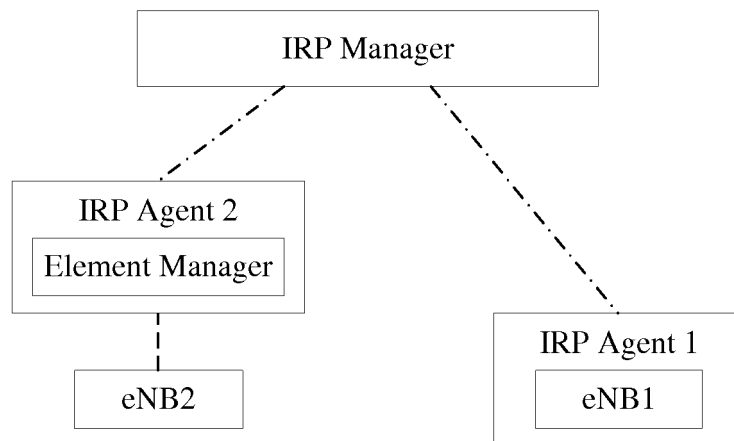 IRP Manager
IRP Agent 2
Element Manager
IRP Agent 1
eNB2
eNB1